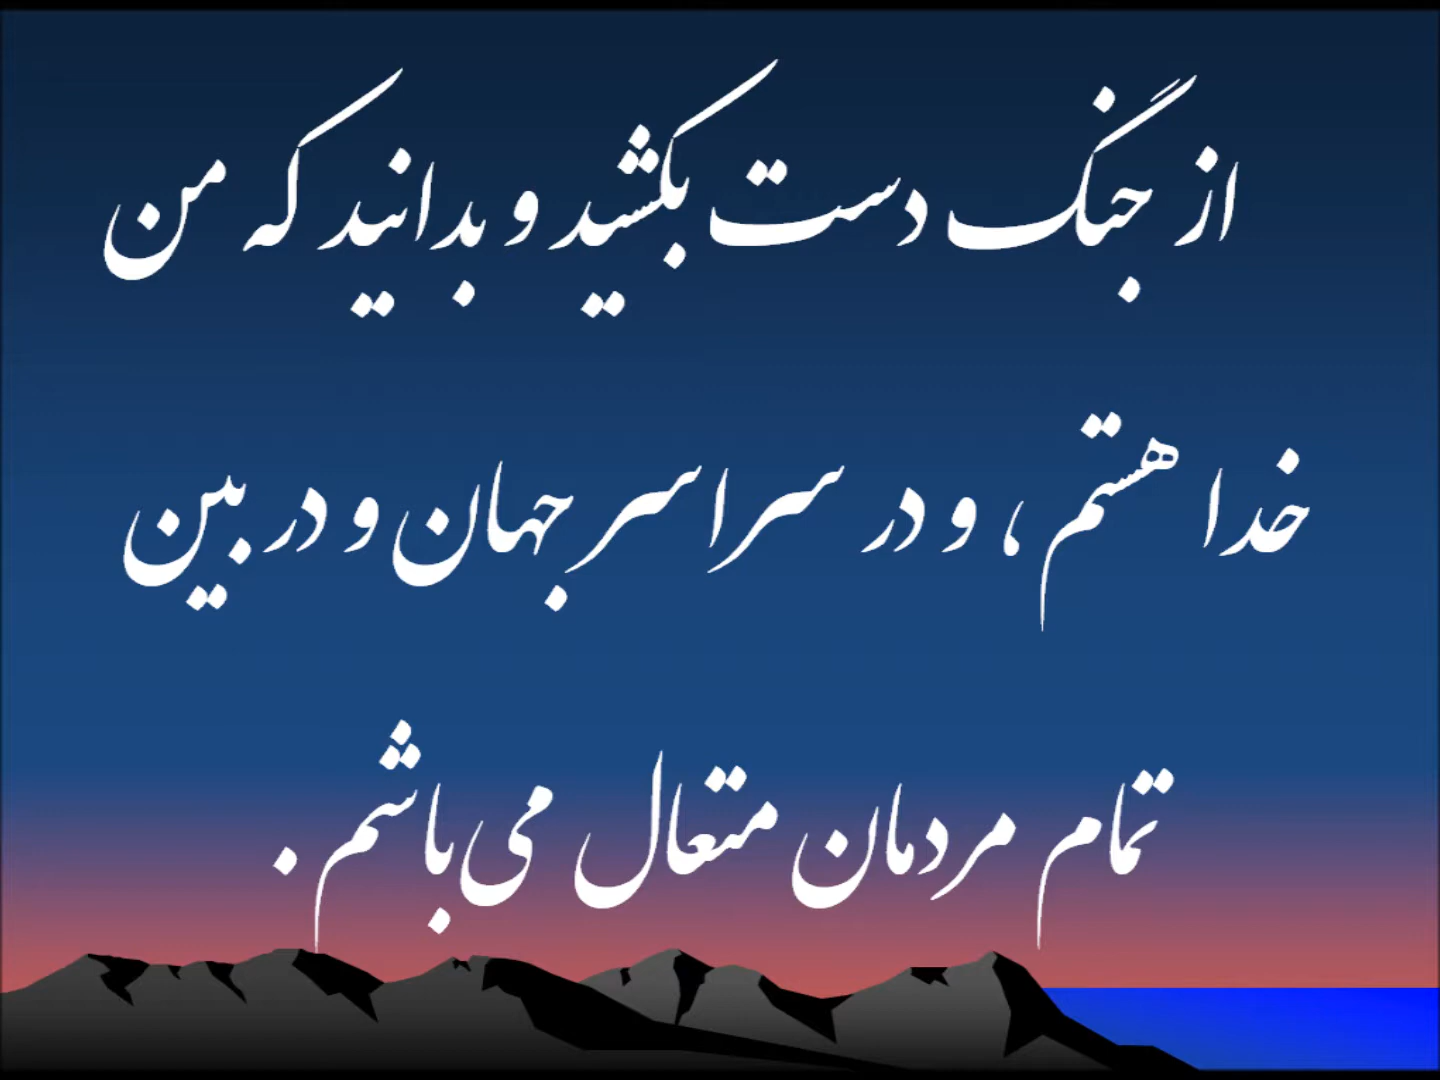 از جنگ دست بکشید و بدانید که من
خدا هستم ، و در سراسر جهان و در بین
تمام مردمان متعال می‌باشم .